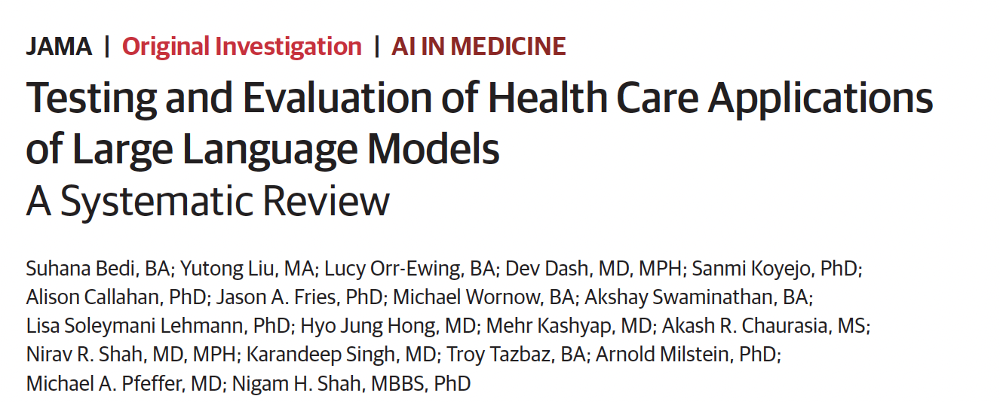 JAMA | Original Investigation | AI IN MEDICINE
Testing and Evaluation of Health Care Applications
of Large Language Models
A Systematic Review
Suhana Bedi, BA; Yutong Liu, MA; Lucy Orr-Ewing, BA; Dev Dash, MD, MPH; Sanmi Koyejo, PhD;
Alison Callahan, PhD; Jason A. Fries, PhD; Michael Wornow, BA; Akshay Swaminathan, BA;
Lisa Soleymani Lehmann, PhD; Hyo Jung Hong, MD; Mehr Kashyap, MD; Akash R. Chaurasia, MS;
Nirav R. Shah, MD, MPH; Karandeep Singh, MD; Troy Tazbaz, BA; Arnold Milstein, PhD;
Michael A. Pfeffer, MD; Nigam H. Shah, MBBS, PhD